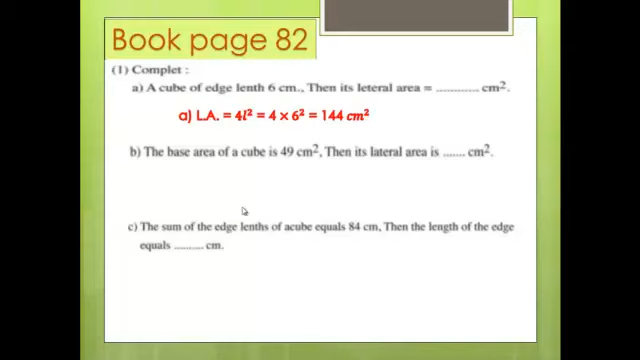 Book page 82
(1) Complet :
a) A cube of edge lenth 6 cm., Then its leteral area = ............ cm².
a) L.A. = 4l² = 4 × 6² = 144 cm²
b) The base area of a cube is 49 cm², Then its lateral area is ....... cm².
c) The sum of the edge lenths of acube equals 84 cm, Then the length of the edge
equals .......... cm.